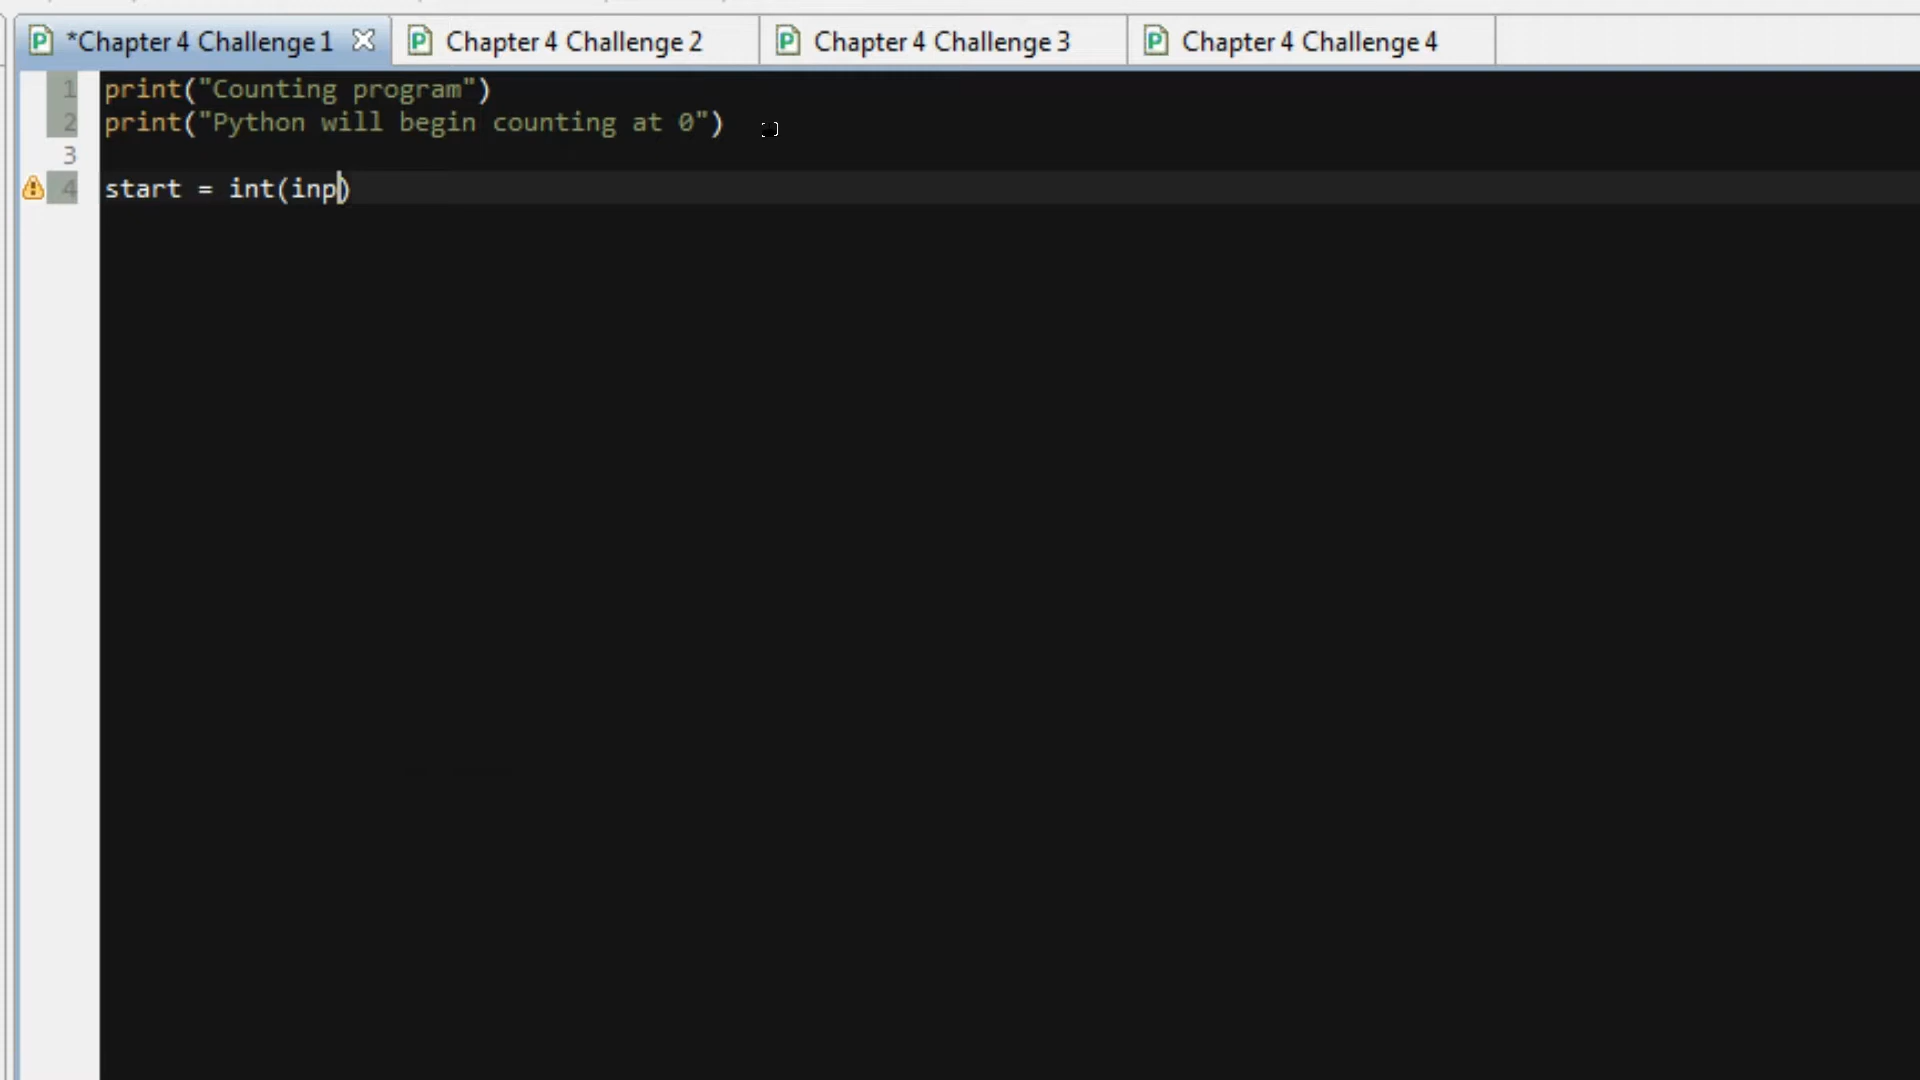 *Chapter 4 Challenge 1 Chapter 4 Challenge 2 Chapter 4 Challenge 3 Chapter 4 Challenge 4
1 print("Counting program")
2 print("Python will begin counting at 0")
3
4 start = int(inp)